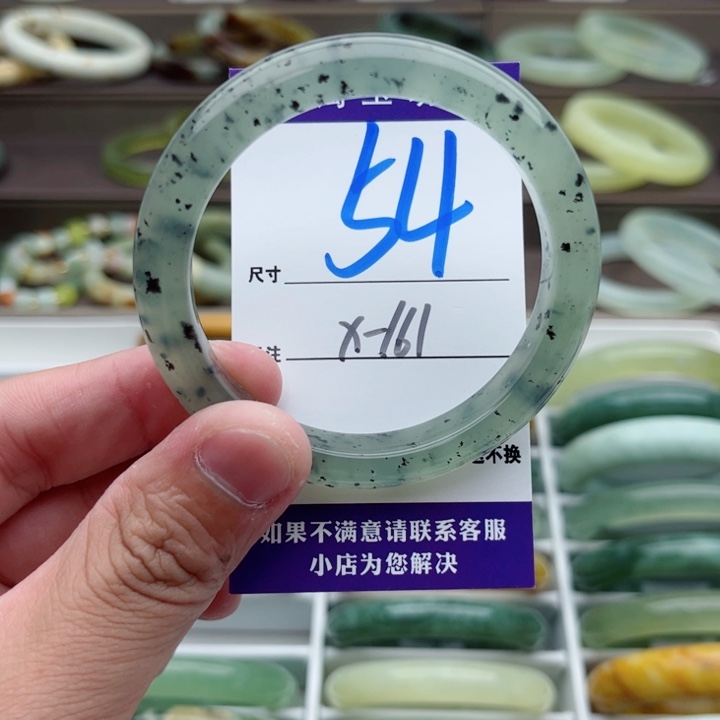 54
尺寸
注 x-161
不换
如果不满意请联系客服
小店为您解决